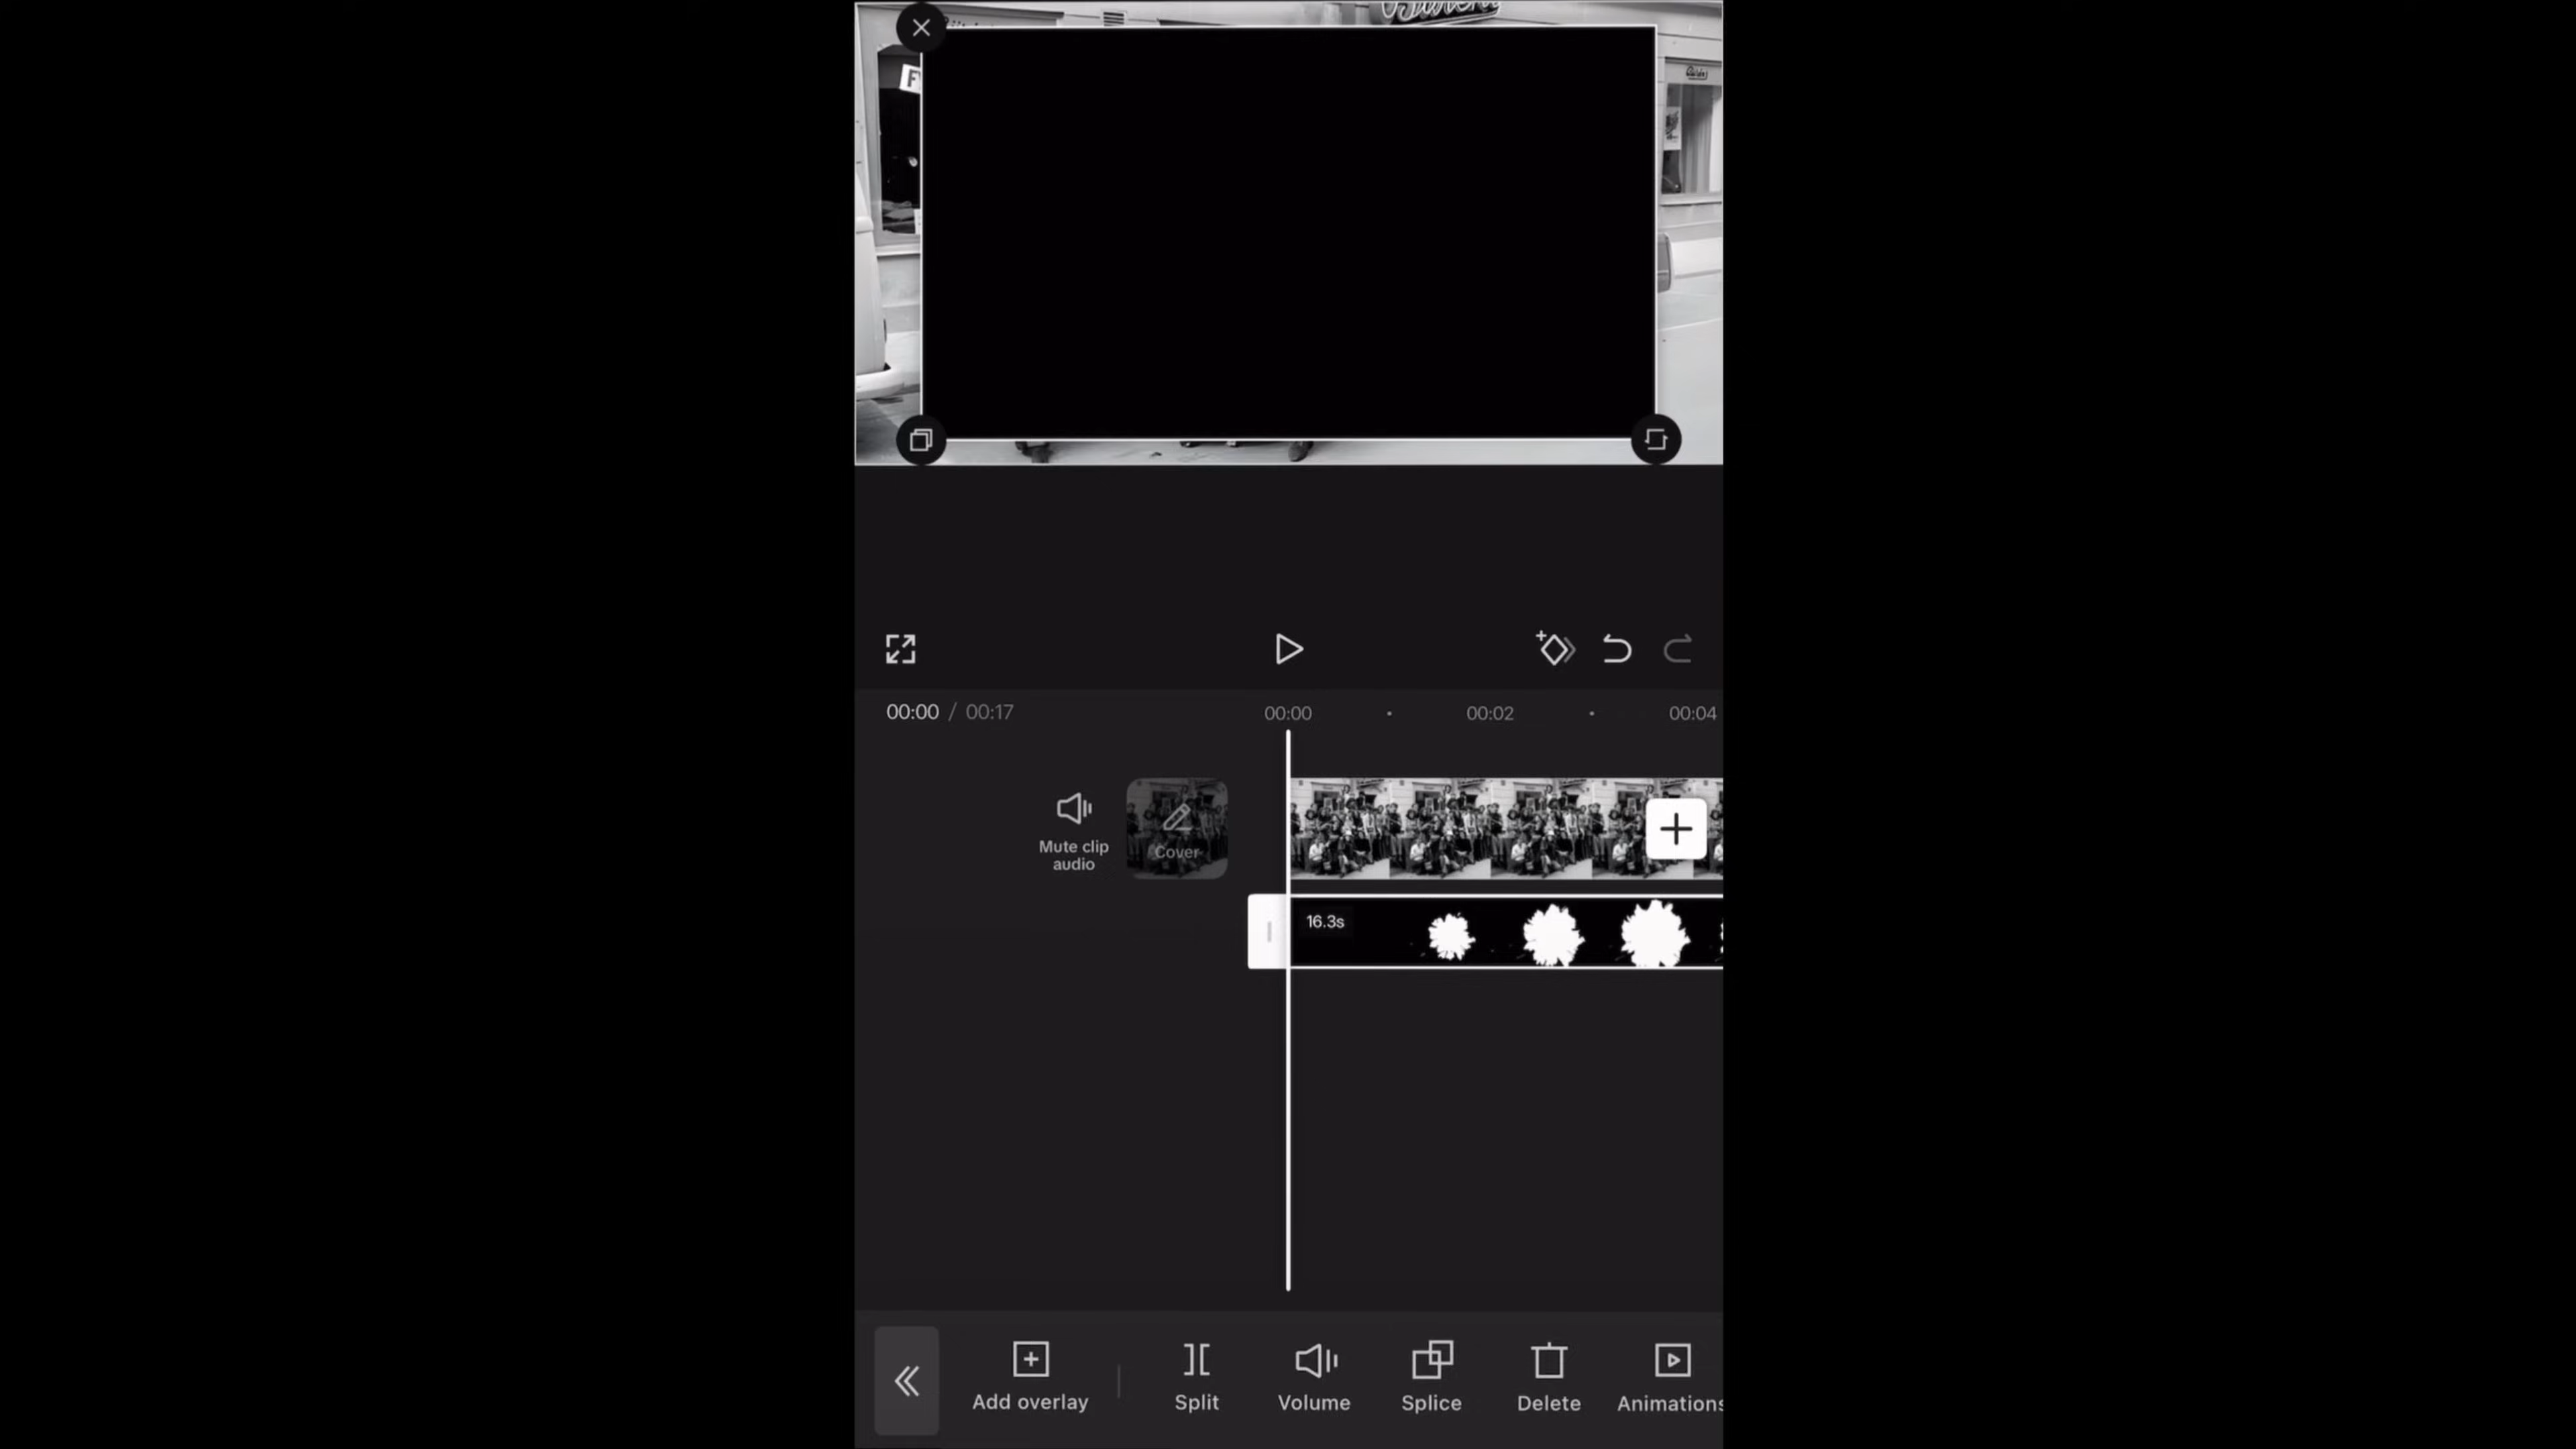 F
00:00 / 00:17
00:00
00:02
00:04
Mute clip
audio
Cover
16.3s
Add overlay
Split
Volume
Splice
Delete
Animations